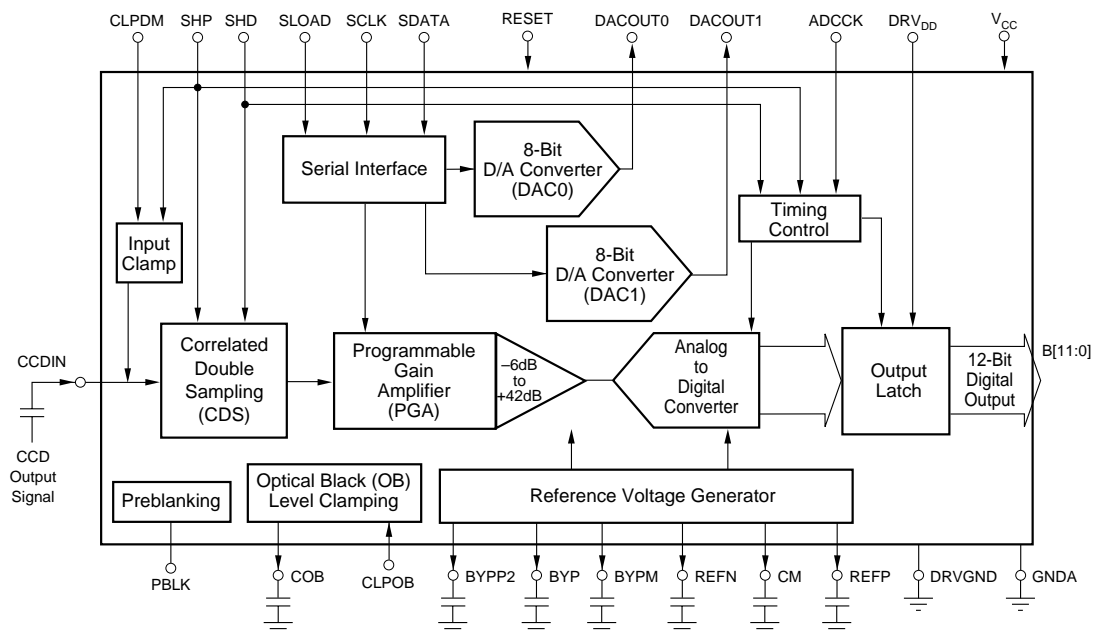 CLPDM SHP SHD SLOAD SCLK SDATA RESET DACOUT0 DACOUT1 ADCCK DRVDD VCC
Serial Interface
8-Bit
D/A Converter
(DAC0)
Timing
Control
Input
Clamp
8-Bit
D/A Converter
(DAC1)
CCDIN
CCD
Output
Signal
Correlated
Double
Sampling
(CDS)
Programmable
Gain
Amplifier
(PGA)
–6dB
to
+42dB
Analog
to
Digital
Converter
Output
Latch
12-Bit
Digital
Output
B[11:0]
Preblanking
Optical Black (OB)
Level Clamping
Reference Voltage Generator
PBLK COB CLPOB BYPP2 BYP BYPM REFN CM REFP DRVGND GNDA